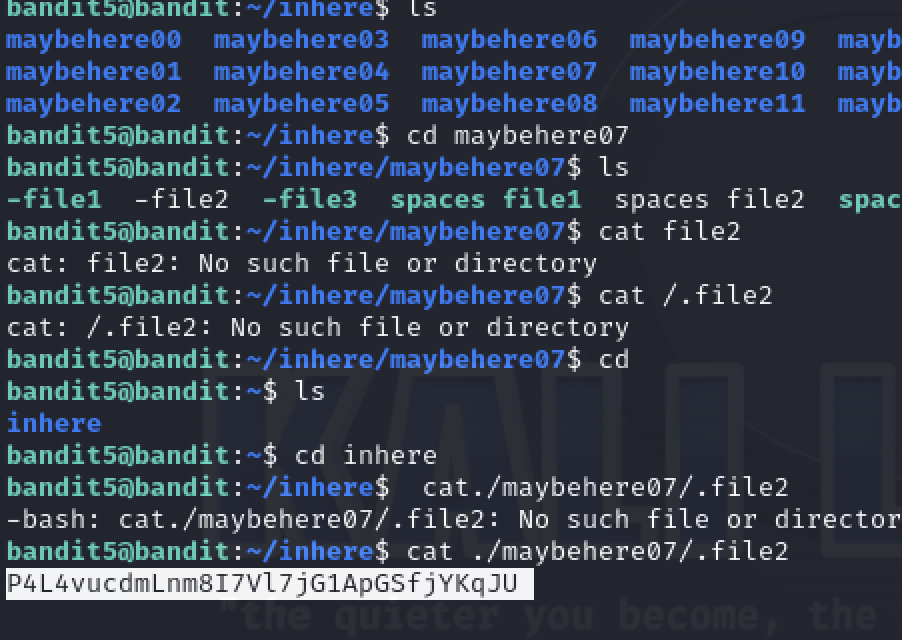 bandit5@bandit:~/inhere$ ls
maybehere00 maybehere03 maybehere06 maybehere09 mayb
maybehere01 maybehere04 maybehere07 maybehere10 mayb
maybehere02 maybehere05 maybehere08 maybehere11 mayb
bandit5@bandit:~/inhere$ cd maybehere07
bandit5@bandit:~/inhere/maybehere07$ ls
-file1 -file2 -file3 spaces file1 spaces file2 spac
bandit5@bandit:~/inhere/maybehere07$ cat file2
cat: file2: No such file or directory
bandit5@bandit:~/inhere/maybehere07$ cat /.file2
cat: /.file2: No such file or directory
bandit5@bandit:~/inhere/maybehere07$ cd
bandit5@bandit:~$ ls
inhere
bandit5@bandit:~$ cd inhere
bandit5@bandit:~/inhere$  cat./maybehere07/.file2
-bash: cat./maybehere07/.file2: No such file or director
bandit5@bandit:~/inhere$ cat ./maybehere07/.file2
P4L4vucdmLnm8I7Vl7jG1ApGSfjYKqJU
KALI
"the quieter you become, the